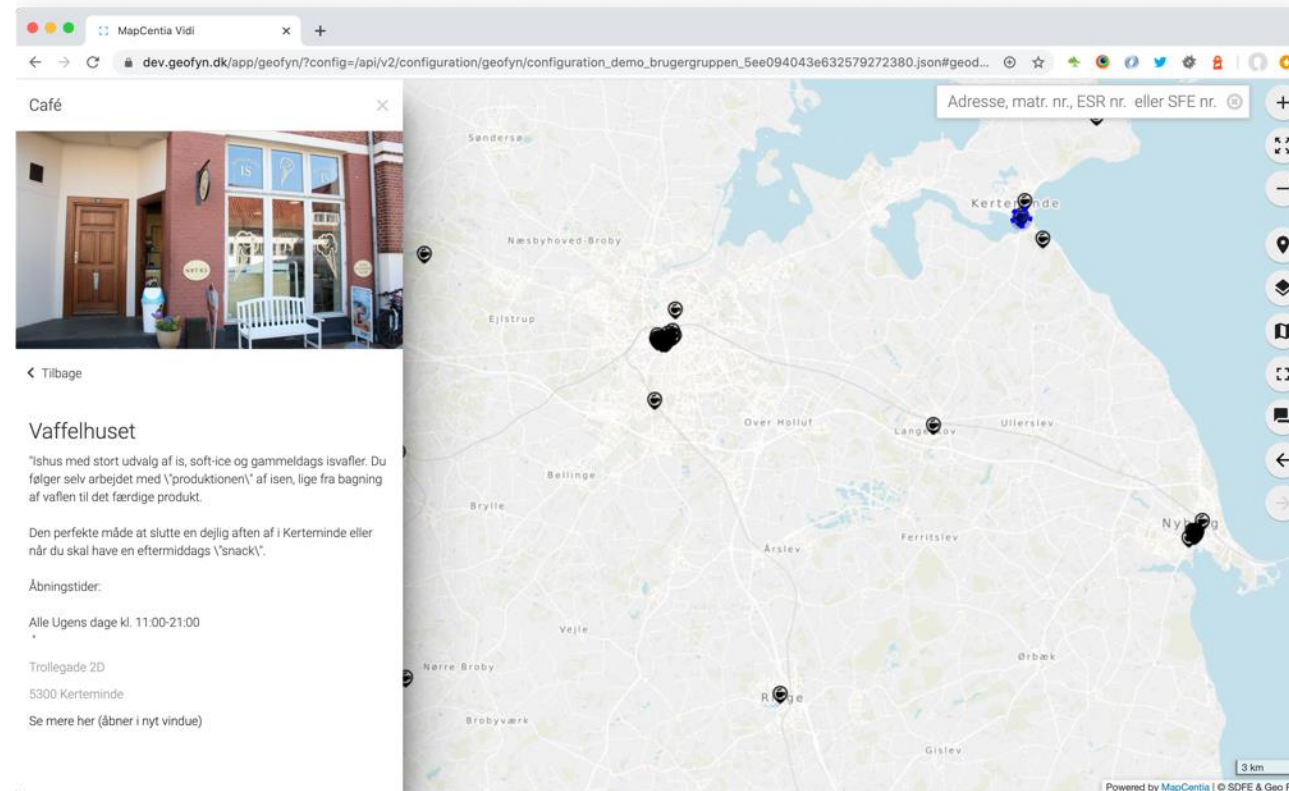 MapCentia Vidi
dev.geofyn.dk/app/geofyn/?config=/api/v2/configuration/geofyn/configuration_demo_brugergruppen_5ee094043e632579272380.json#geod...
Café
Adresse, matr. nr., ESR nr. eller SFE nr.
IS
IS
‹ Tilbage
Vaffelhuset
"Ishus med stort udvalg af is, soft-ice og gammeldags isvafler. Du
følger selv arbejdet med \"produktionen\" af isen, lige fra bagning
af vaflen til det færdige produkt.
Den perfekte måde at slutte en dejlig aften af i Kerteminde eller
når du skal have en eftermiddags \"snack\".
Åbningstider:
Alle Ugens dage kl. 11:00-21:00
"
Trollegade 2D
5300 Kerteminde
Se mere her (åbner i nyt vindue)
Søndersø
Næsbyhoved-Broby
Ejlstrup
Over Holluf
Ullerslev
Bellinge
Brylle
Årslev
Ferritslev
Vejle
Nørre Broby
Ørbæk
Brobyværk
Gislev
3 km
Powered by MapCentia | © SDFE & Geo F